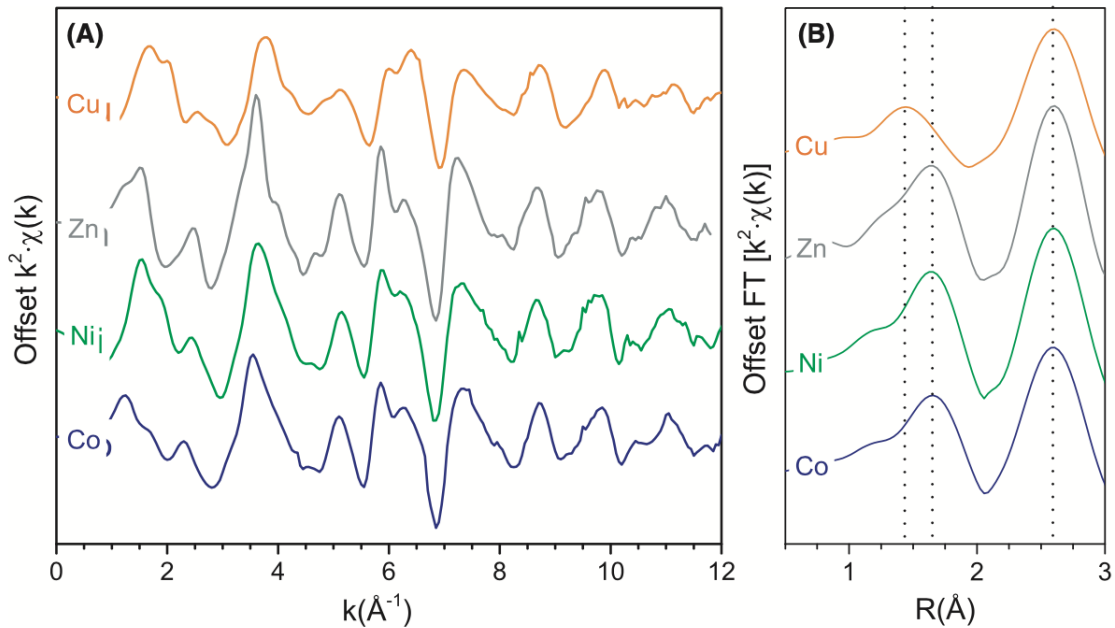 (A)
Cu
Zn
Ni
Co
Offset k²·χ(k)
0 2 4 6 8 10 12
k(Å⁻¹)
(B)
Cu
Zn
Ni
Co
Offset FT [k²·χ(k)]
1 2 3
R(Å)